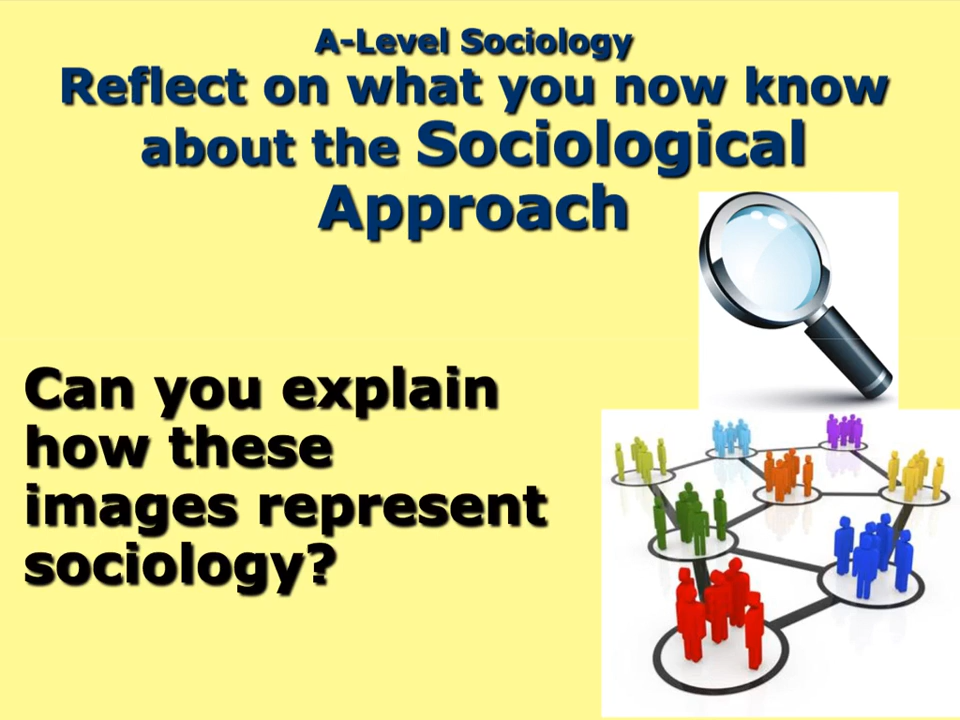 A-Level Sociology
Reflect on what you now know
about the Sociological
Approach
Can you explain
how these
images represent
sociology?